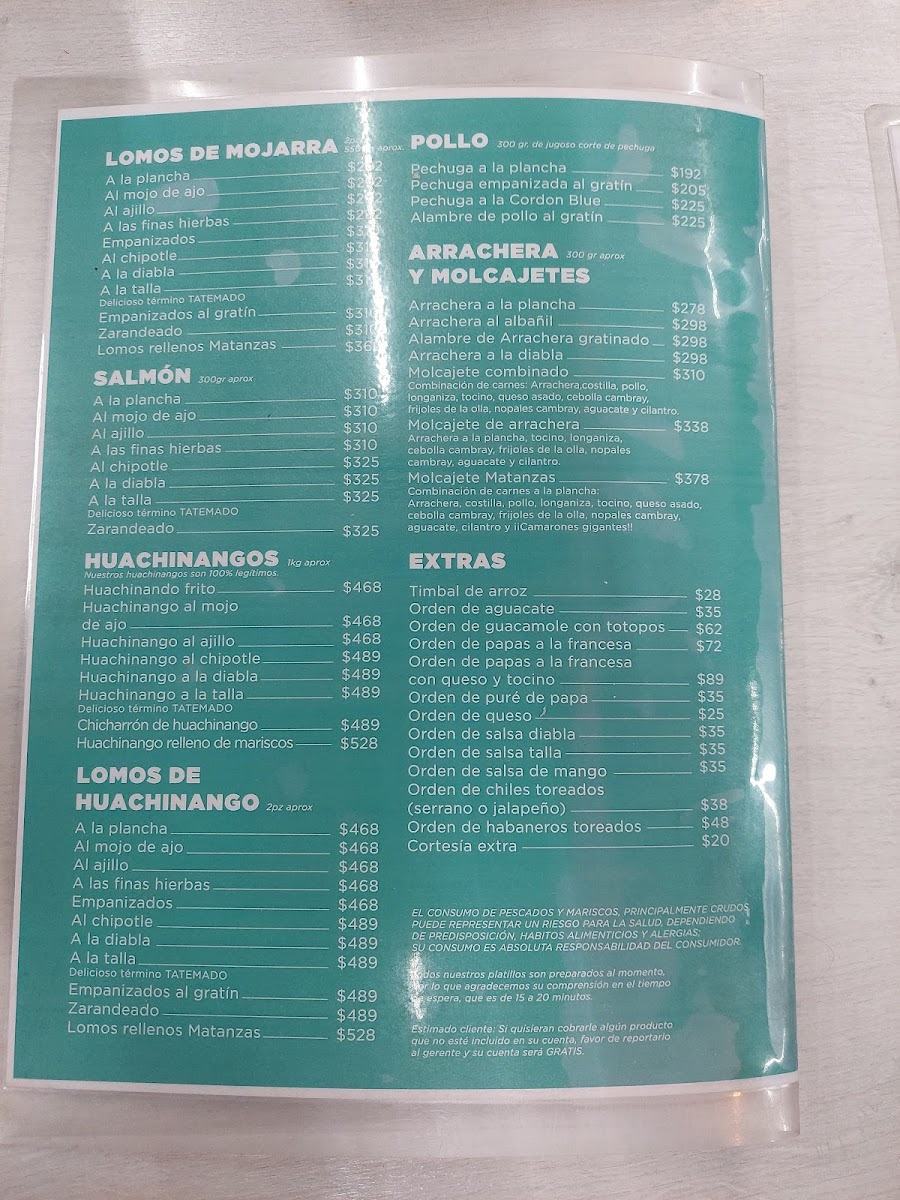 LOMOS DE MOJARRA
A la plancha
Al mojo de ajo
Al ajillo
A las finas hierbas
Empanizados
Al chipotle
A la diabla
A la talla
Delicioso término TATEMADO
Empanizados al gratín $310
Zarandeado $310
Lomos rellenos Matanzas
SALMÓN 300gr aprox
A la plancha $310
Al mojo de ajo $310
Al ajillo $310
A las finas hierbas $310
Al chipotle $325
A la diabla $325
A la talla $325
Delicioso término TATEMADO
Zarandeado $325
HUACHINANGOS 1kg aprox
Nuestros huachinangos son 100% legítimos.
Huachinando frito $468
Huachinango al mojo
de ajo $468
Huachinango al ajillo $468
Huachinango al chipotle $489
Huachinango a la diabla $489
Huachinango a la talla $489
Delicioso término TATEMADO
Chicharrón de huachinango $489
Huachinango relleno de mariscos $528
LOMOS DE
HUACHINANGO 2pz aprox
A la plancha $468
Al mojo de ajo $468
Al ajillo $468
A las finas hierbas $468
Empanizados $468
Al chipotle $489
A la diabla $489
A la talla $489
Delicioso término TATEMADO
Empanizados al gratín $489
Zarandeado $489
Lomos rellenos Matanzas $528
POLLO 300 gr. de jugoso corte de pechuga
Pechuga a la plancha $192
Pechuga empanizada al gratín $205
Pechuga a la Cordon Blue $225
Alambre de pollo al gratín $225
ARRACHERA 300 gr aprox
Y MOLCAJETES
Arrachera a la plancha $278
Arrachera al albañil $298
Alambre de Arrachera gratinado $298
Arrachera a la diabla $298
Molcajete combinado $310
Combinación de carnes: Arrachera,costilla, pollo,
longaniza, tocino, queso asado, cebolla cambray,
frijoles de la olla, nopales cambray, aguacate y cilantro.
Molcajete de arrachera $338
Arrachera a la plancha, tocino, longaniza,
cebolla cambray, frijoles de la olla, nopales
cambray, aguacate y cilantro.
Molcajete Matanzas $378
Combinación de carnes a la plancha:
Arrachera, costilla, pollo, longaniza, tocino, queso asado,
cebolla cambray, frijoles de la olla, nopales cambray,
aguacate, cilantro y ¡¡Camarones gigantes!!
EXTRAS
Timbal de arroz $28
Orden de aguacate $35
Orden de guacamole con totopos $62
Orden de papas a la francesa $72
Orden de papas a la francesa
con queso y tocino $89
Orden de puré de papa $35
Orden de queso $25
Orden de salsa diabla $35
Orden de salsa talla $35
Orden de salsa de mango $35
Orden de chiles toreados
(serrano o jalapeño) $38
Orden de habaneros toreados $48
Cortesía extra $20
EL CONSUMO DE PESCADOS Y MARISCOS, PRINCIPALMENTE CRUDOS,
PUEDE REPRESENTAR UN RIESGO PARA LA SALUD, DEPENDIENDO
DE PREDISPOSICIÓN, HABITOS ALIMENTICIOS Y ALERGIAS;
SU CONSUMO ES ABSOLUTA RESPONSABILIDAD DEL CONSUMIDOR.
Todos nuestros platillos son preparados al momento,
por lo que agradecemos su comprensión en el tiempo
de espera, que es de 15 a 20 minutos.
Estimado cliente: Si quisieran cobrarle algún producto
que no esté incluido en su cuenta, favor de reportarlo
al gerente y su cuenta será GRATIS.